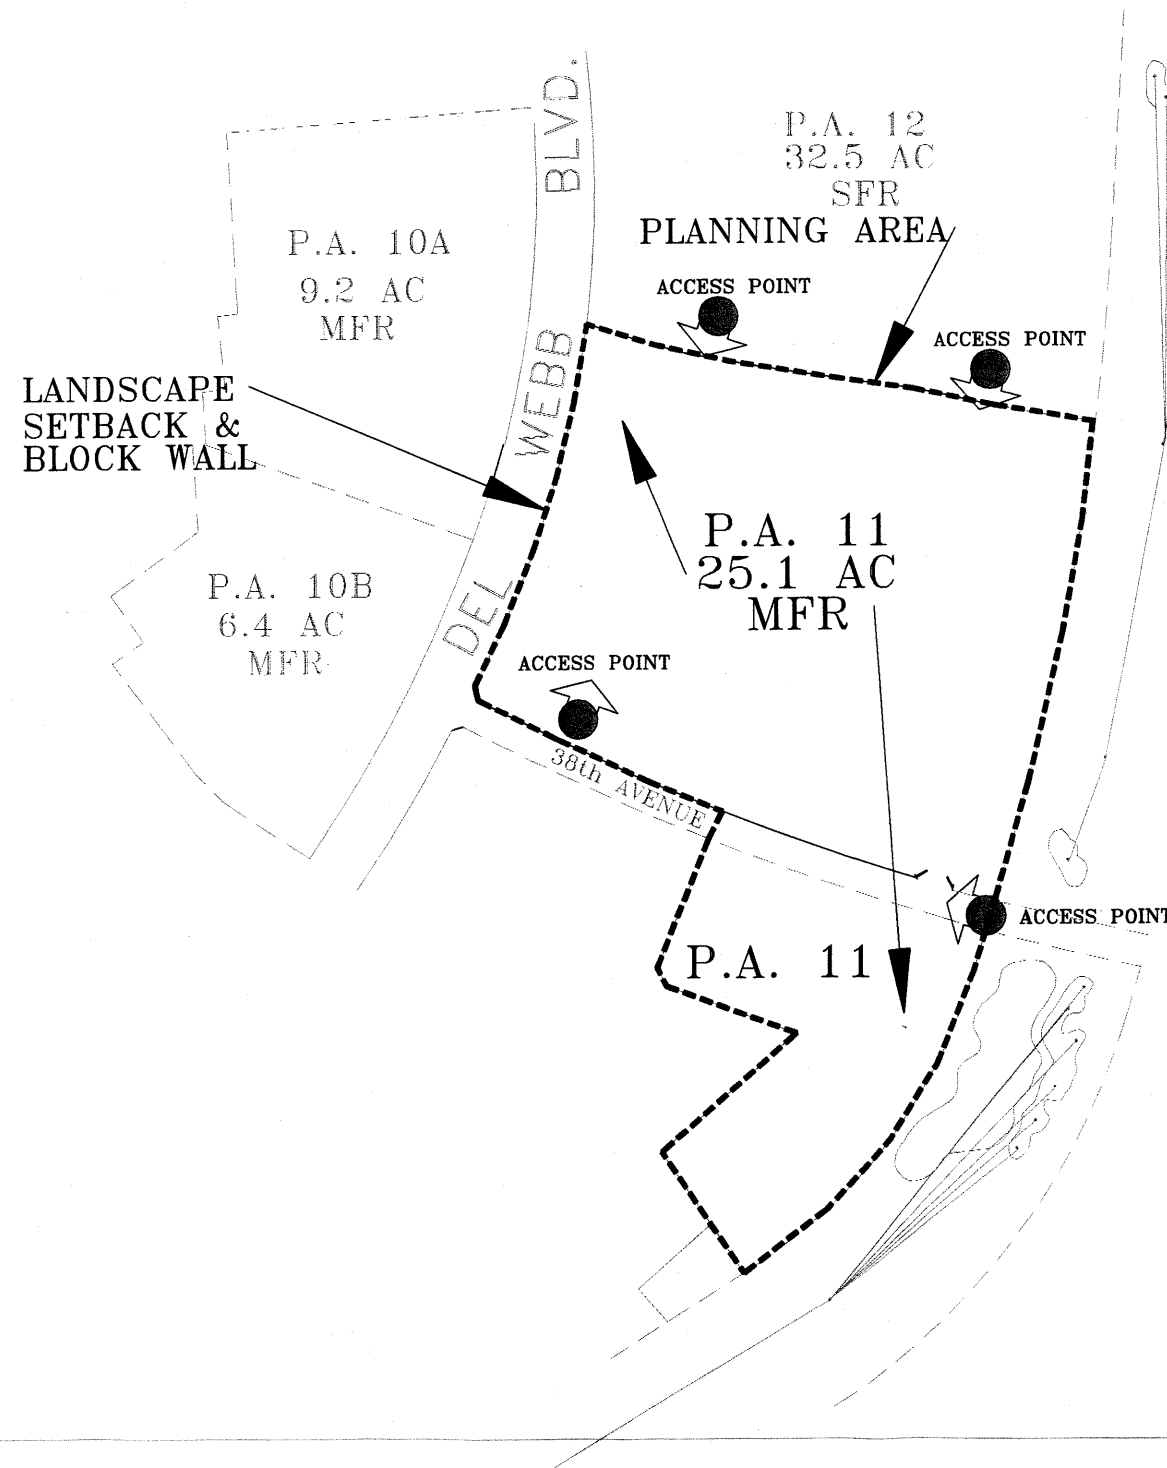 DEL WEBB BLVD.
P.A. 12
32.5 AC
SFR
PLANNING AREA
P.A. 10A
9.2 AC
MFR
ACCESS POINT
ACCESS POINT
LANDSCAPE
SETBACK &
BLOCK WALL
P.A. 11
25.1 AC
MFR
P.A. 10B
6.4 AC
MFR
ACCESS POINT
38th AVENUE
ACCESS POINT
P.A. 11